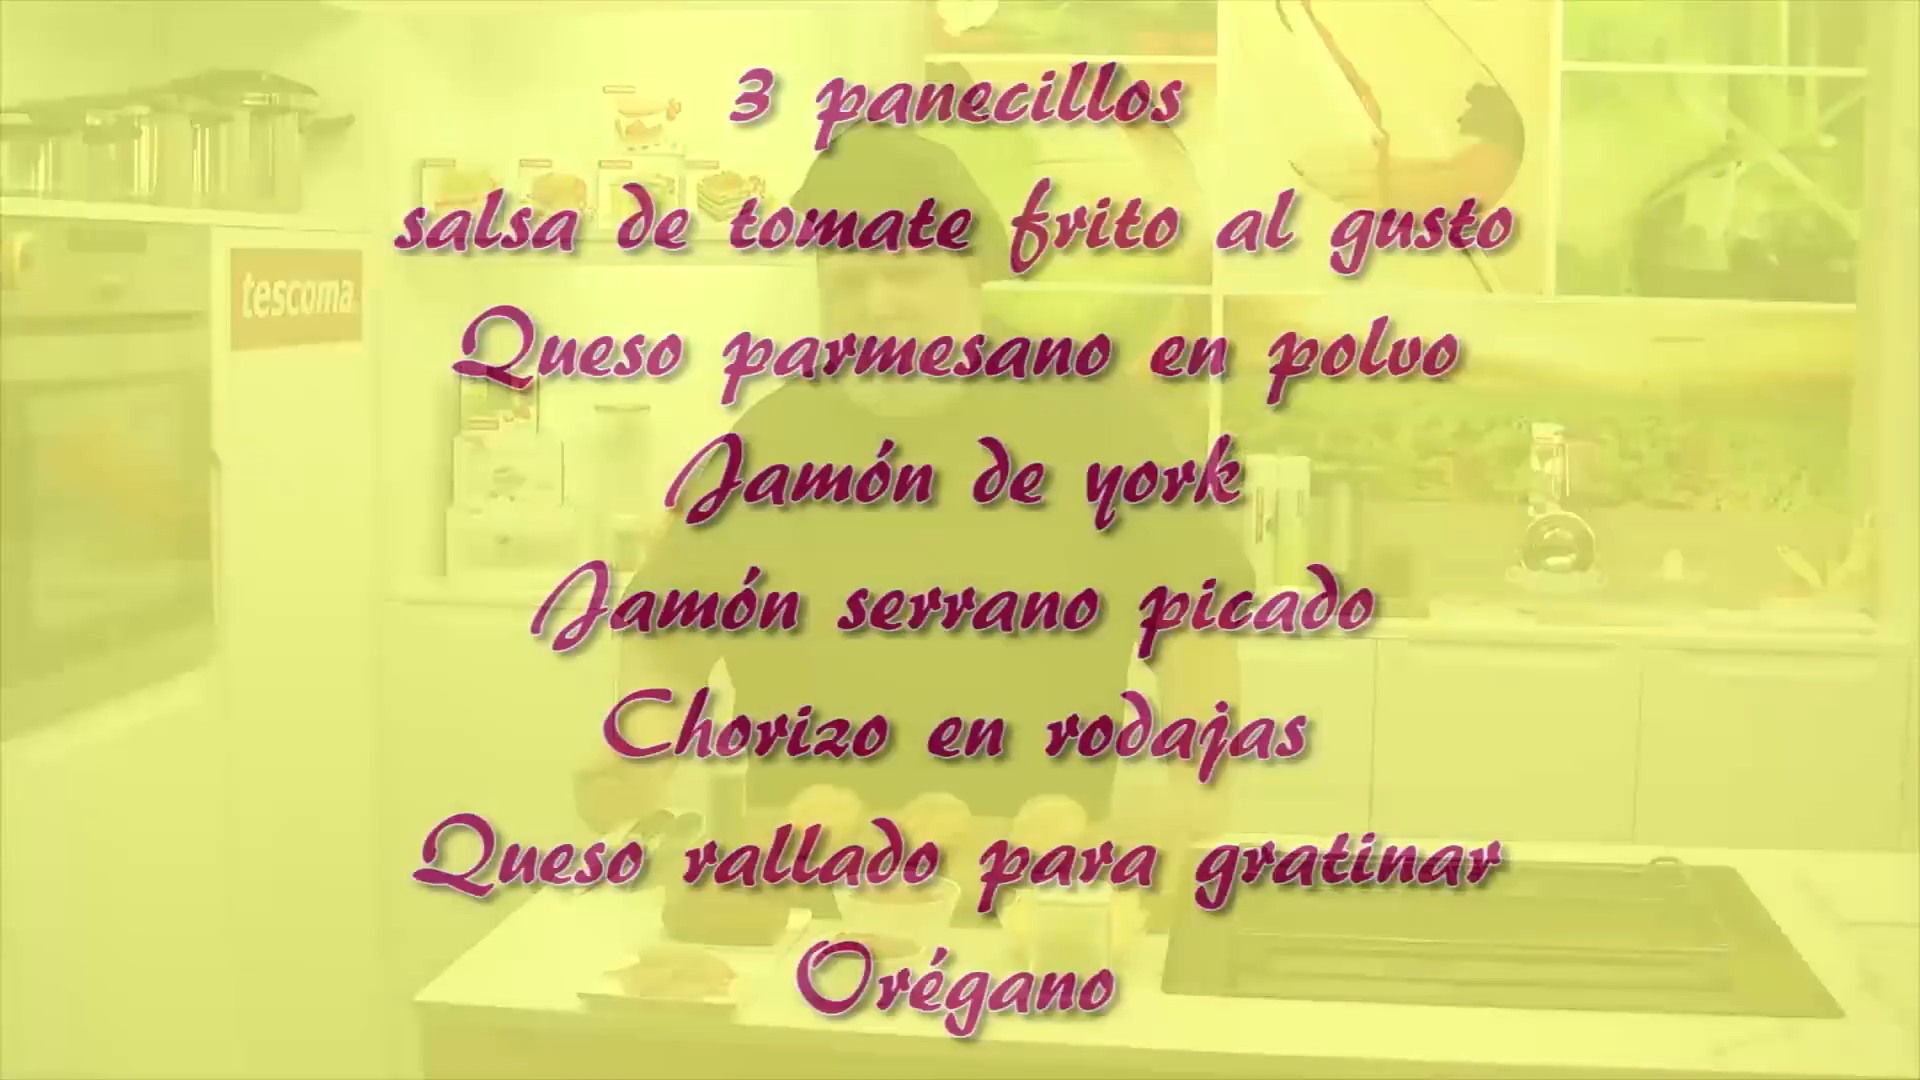 3 panecillos
salsa de tomate frito al gusto
tescoma
Queso parmesano en polvo
Jamón de york
Jamón serrano picado
Chorizo en rodajas
Queso rallado para gratinar
Orégano